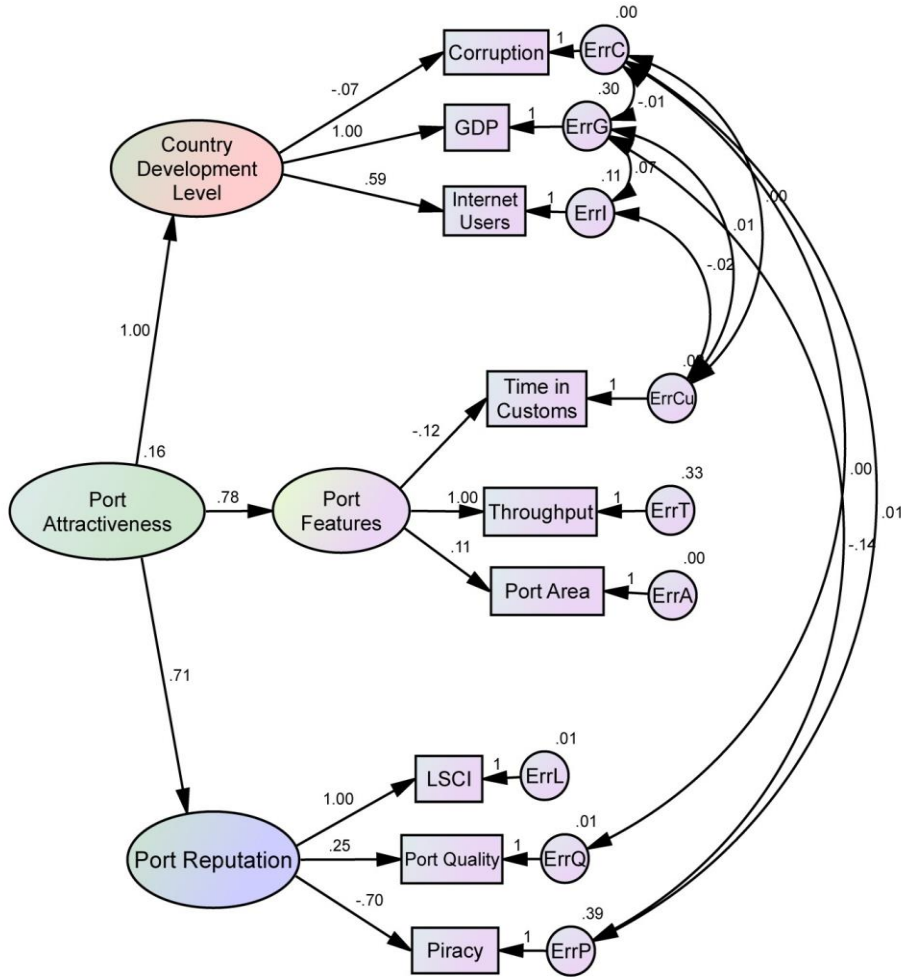 .00
Corruption
1
ErrC
-.07
.30
-.01
Country
Development
Level
1.00
GDP
1
ErrG
.59
.11
.07
Internet
Users
1
ErrI
.00
.01
-.02
1.00
Time in
Customs
1
ErrCu
-.12
.16
.33
Port
Attractiveness
.78
Port
Features
1.00
Throughput
1
ErrT
.00
.01
-.14
.11
.00
Port Area
1
ErrA
.71
.01
LSCI
1
ErrL
1.00
.01
Port Reputation
.25
Port Quality
1
ErrQ
-.70
.39
Piracy
1
ErrP